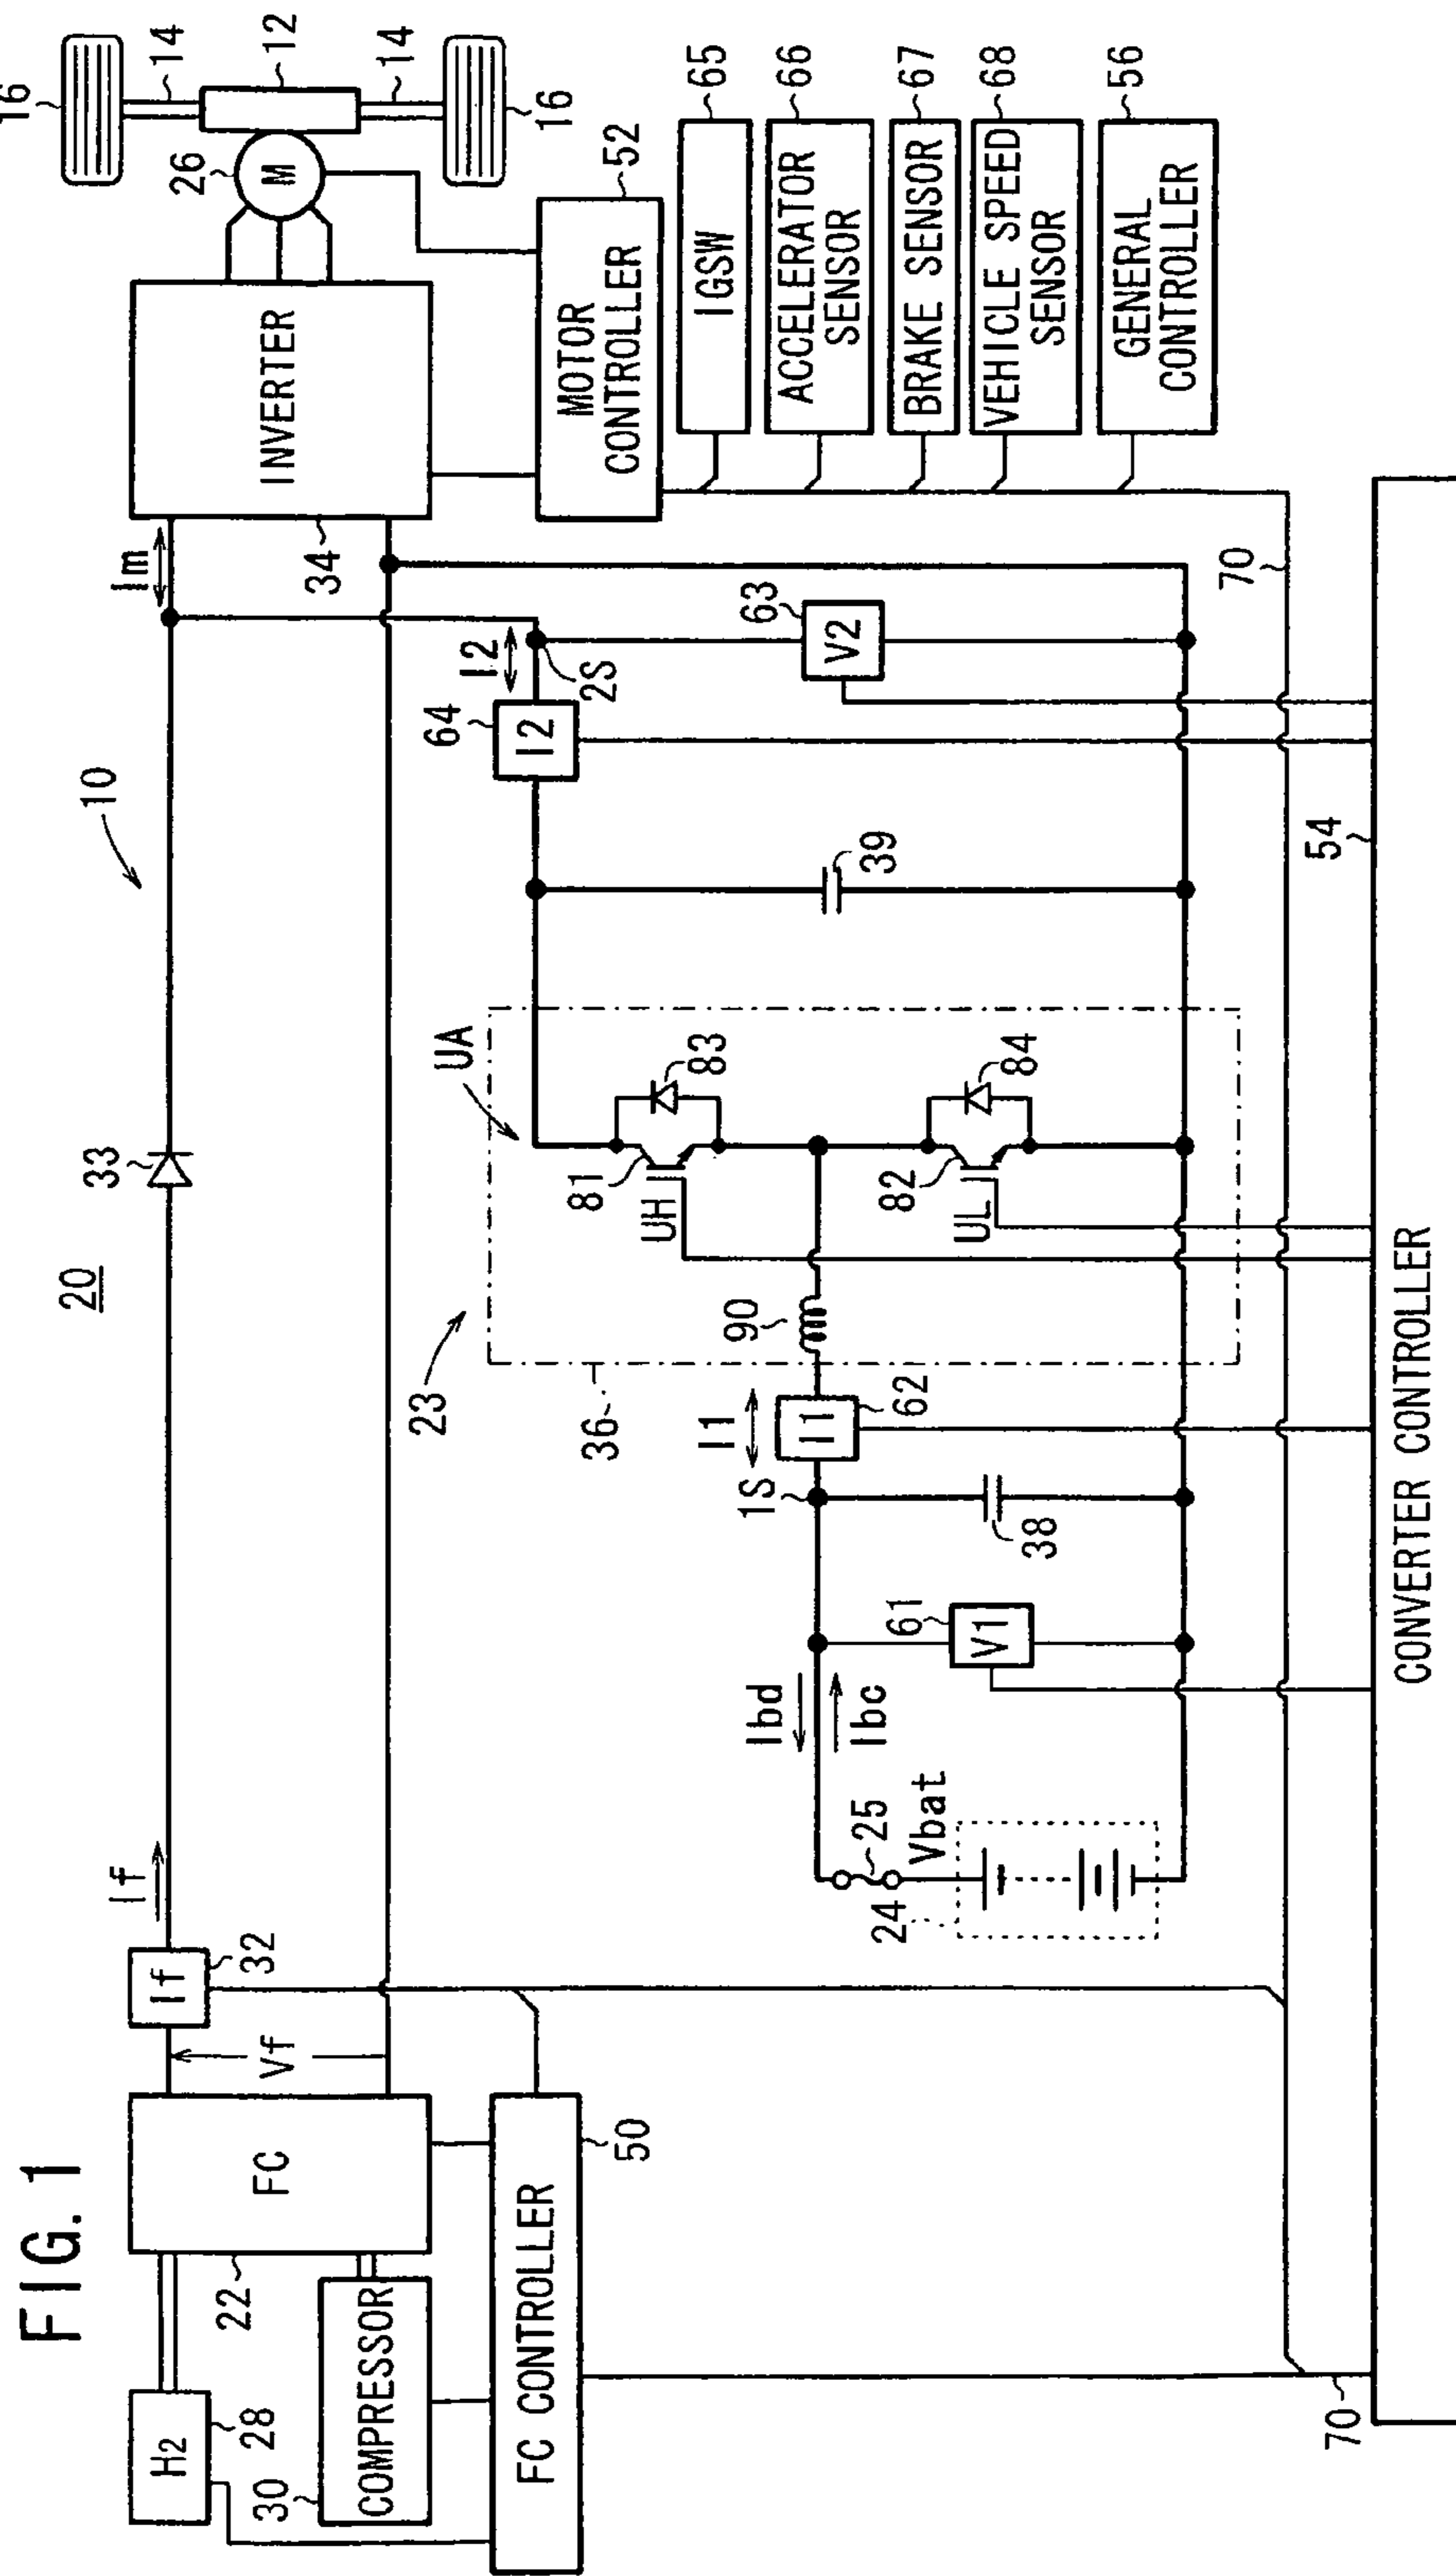 FIG. 1
20
10
16
14
12
14
16
26
M
52
INVERTER
34
Im
MOTOR
CONTROLLER
IGSW
65
ACCELERATOR
SENSOR
66
BRAKE SENSOR
67
VEHICLE SPEED
SENSOR
68
GENERAL
CONTROLLER
56
33
If
If
32
Vf
FC
22
H2
28
COMPRESSOR
30
FC CONTROLLER
50
I2
I2
64
2S
V2
63
39
UA
83
81
UH
84
82
UL
23
36
90
I1
I1
62
1S
38
V1
61
Ibd
Ibc
25
Vbat
24
70
54
70
CONVERTER CONTROLLER